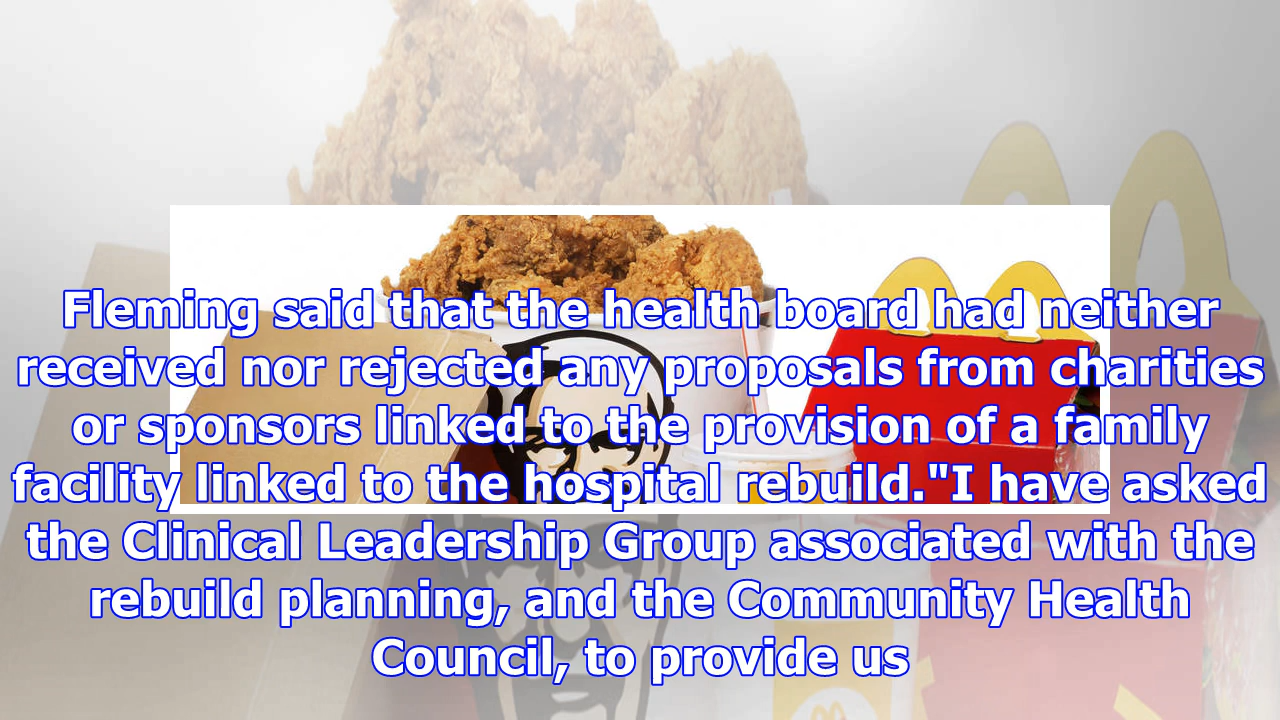 Fleming said that the health board had neither
received nor rejected any proposals from charities
or sponsors linked to the provision of a family
facility linked to the hospital rebuild."I have asked
the Clinical Leadership Group associated with the
rebuild planning, and the Community Health
Council, to provide us